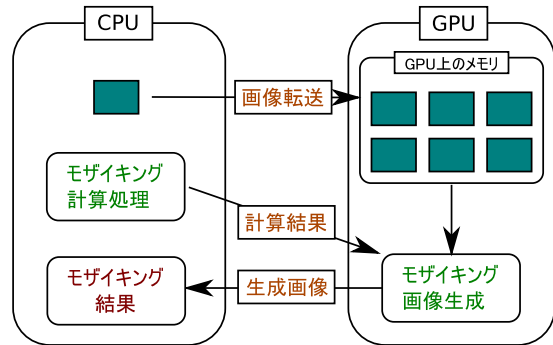 CPU
GPU
GPU上のメモリ
画像転送
モザイキング
計算処理
計算結果
モザイキング
結果
生成画像
モザイキング
画像生成